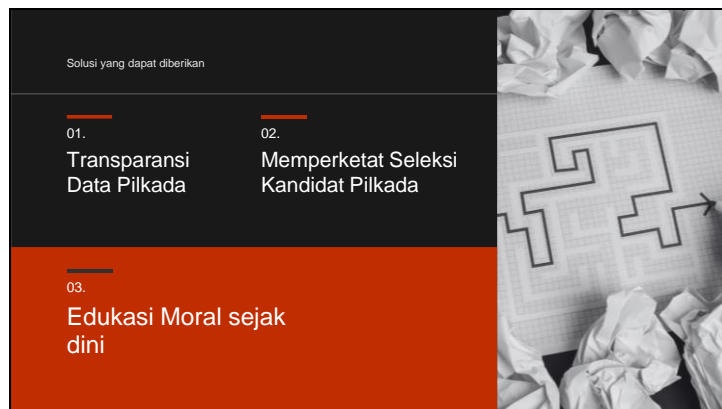 Solusi yang dapat diberikan
01.
Transparansi
Data Pilkada
02.
Memperketat Seleksi
Kandidat Pilkada
03.
Edukasi Moral sejak
dini